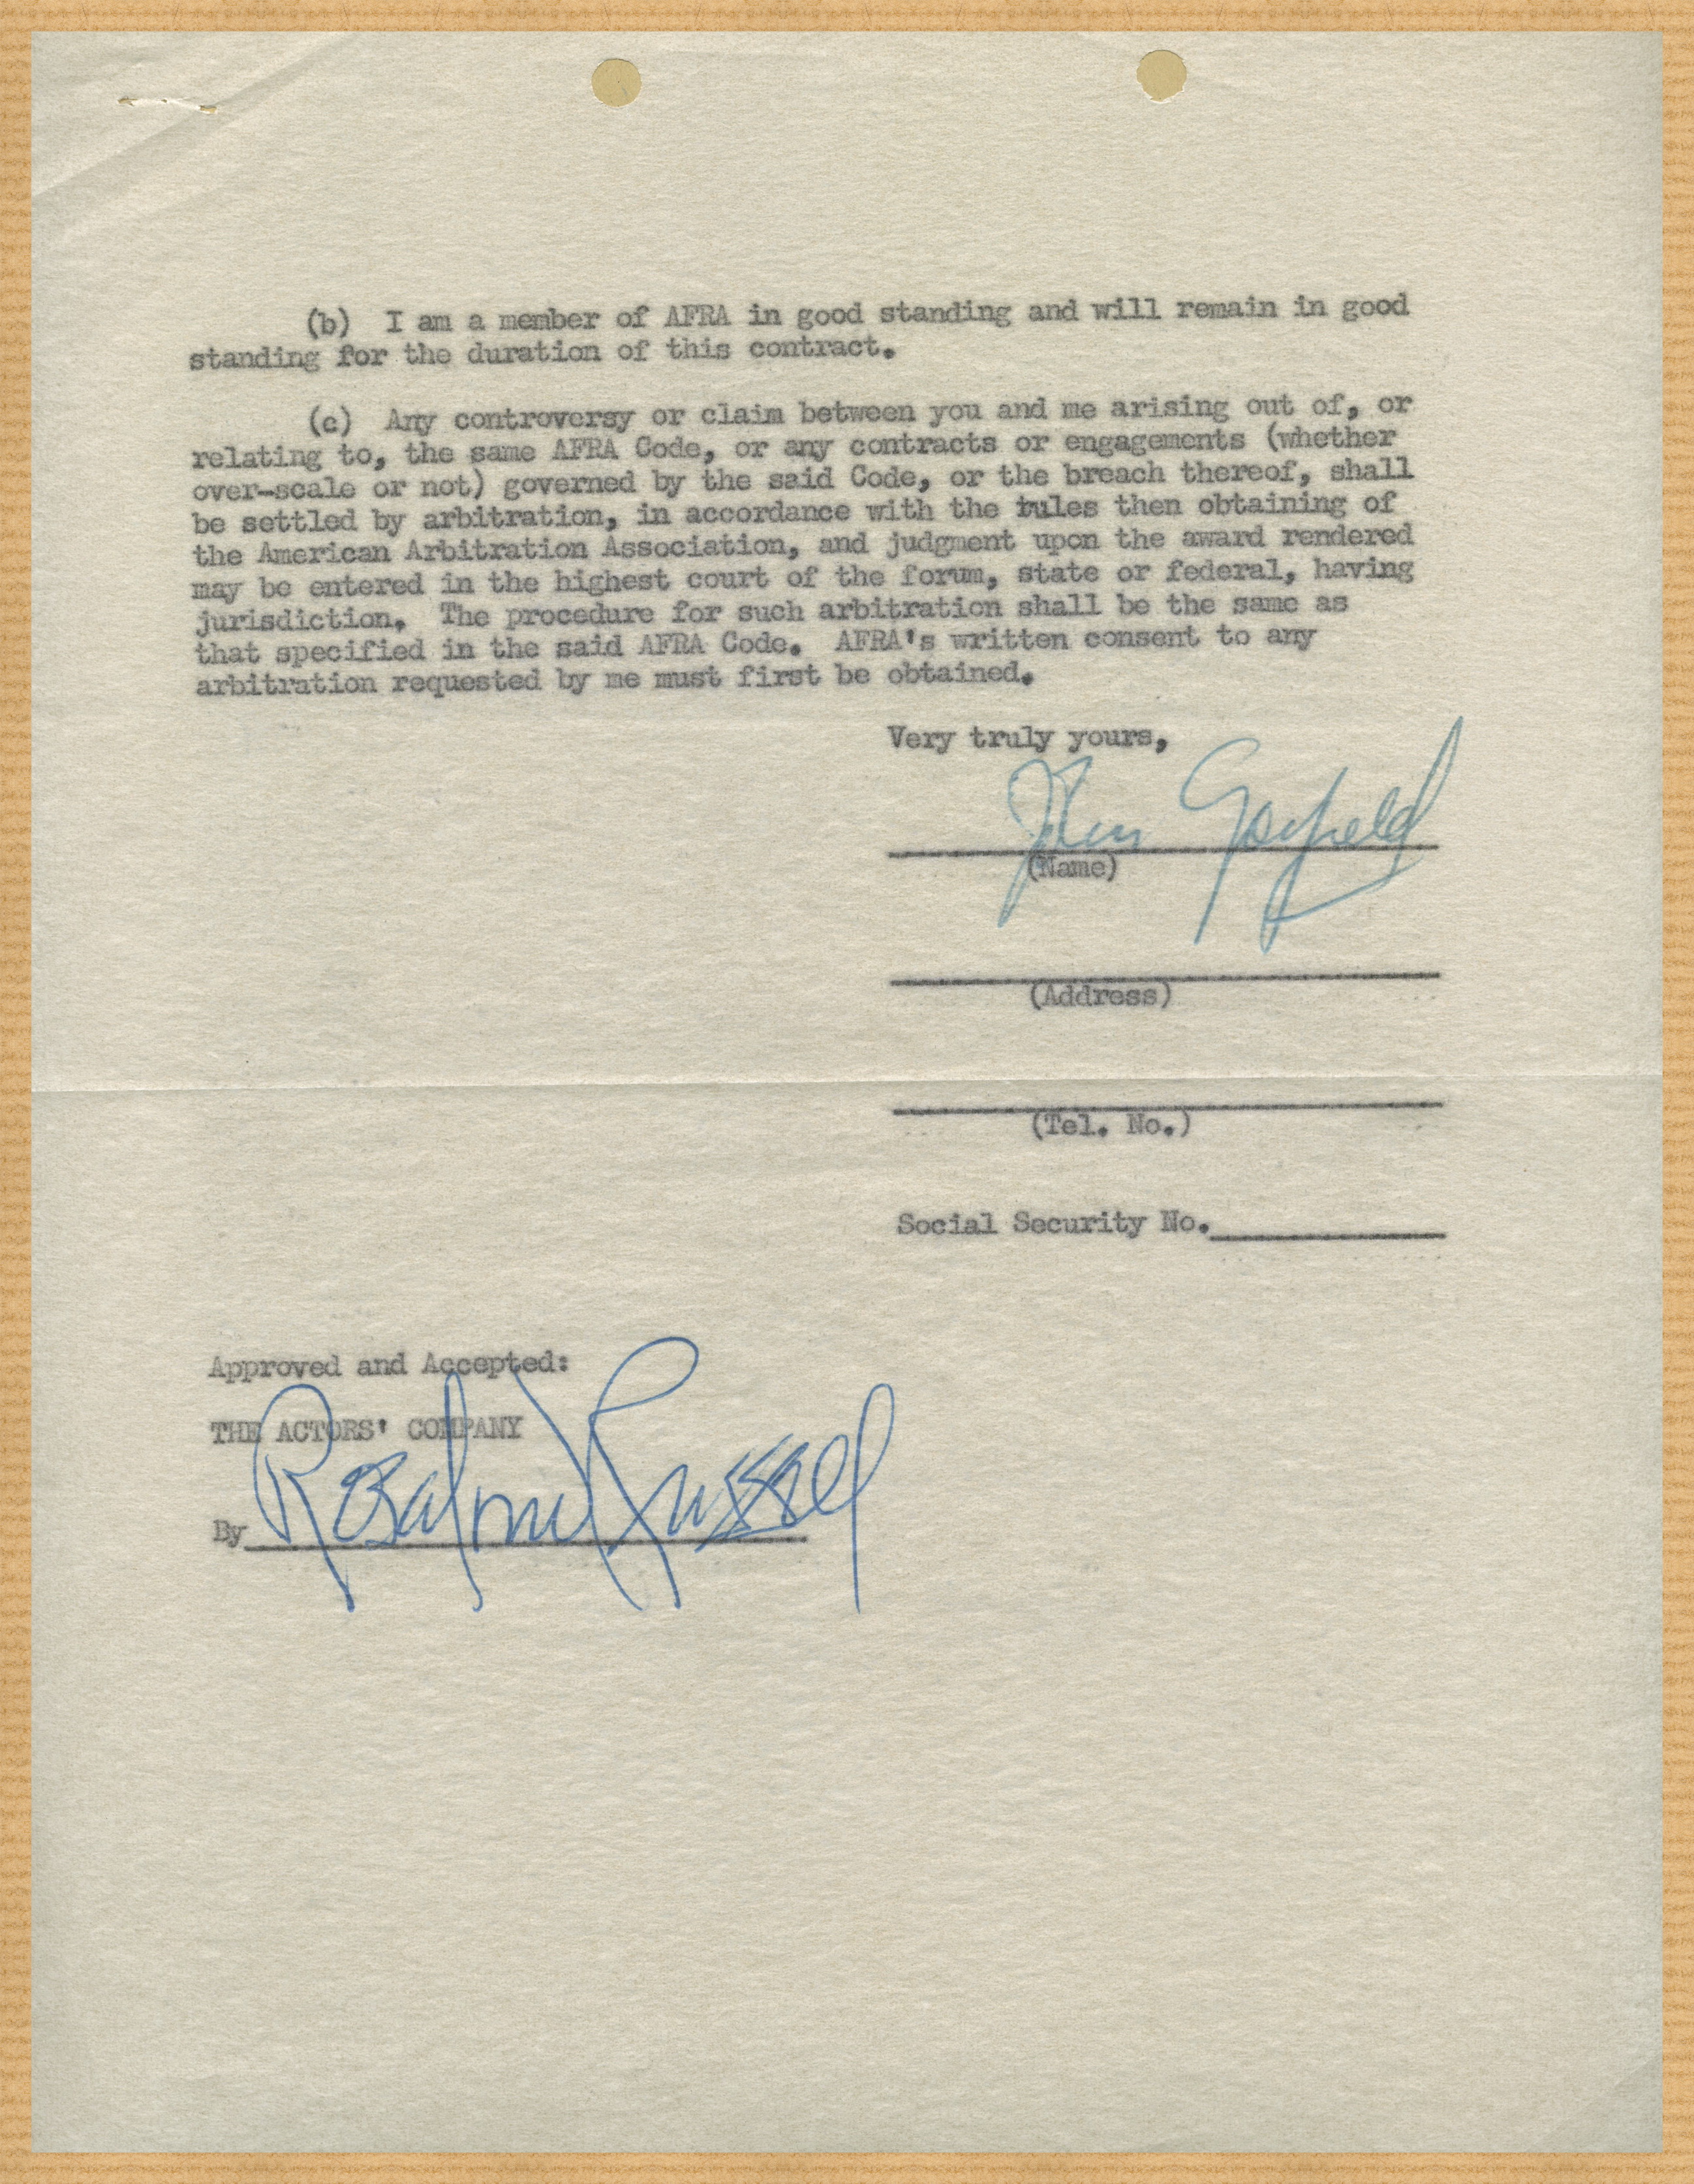 (b) I am a member of AFRA in good standing and will remain in good
standing for the duration of this contract.
(c) Any controversy or claim between you and me arising out of, or
relating to, the same AFRA Code, or any contracts or engagements (whether
over-scale or not) governed by the said Code, or the breach thereof, shall
be settled by arbitration, in accordance with the rules then obtaining of
the American Arbitration Association, and judgment upon the award rendered
may be entered in the highest court of the forum, state or federal, having
jurisdiction. The procedure for such arbitration shall be the same as
that specified in the said AFRA Code. AFRA's written consent to any
arbitration requested by me must first be obtained.
Very truly yours,
John Garfield
(Name)
(Address)
(Tel. No.)
Social Security No.
Approved and Accepted:
THE ACTORS' COMPANY
By Rosalind Russell